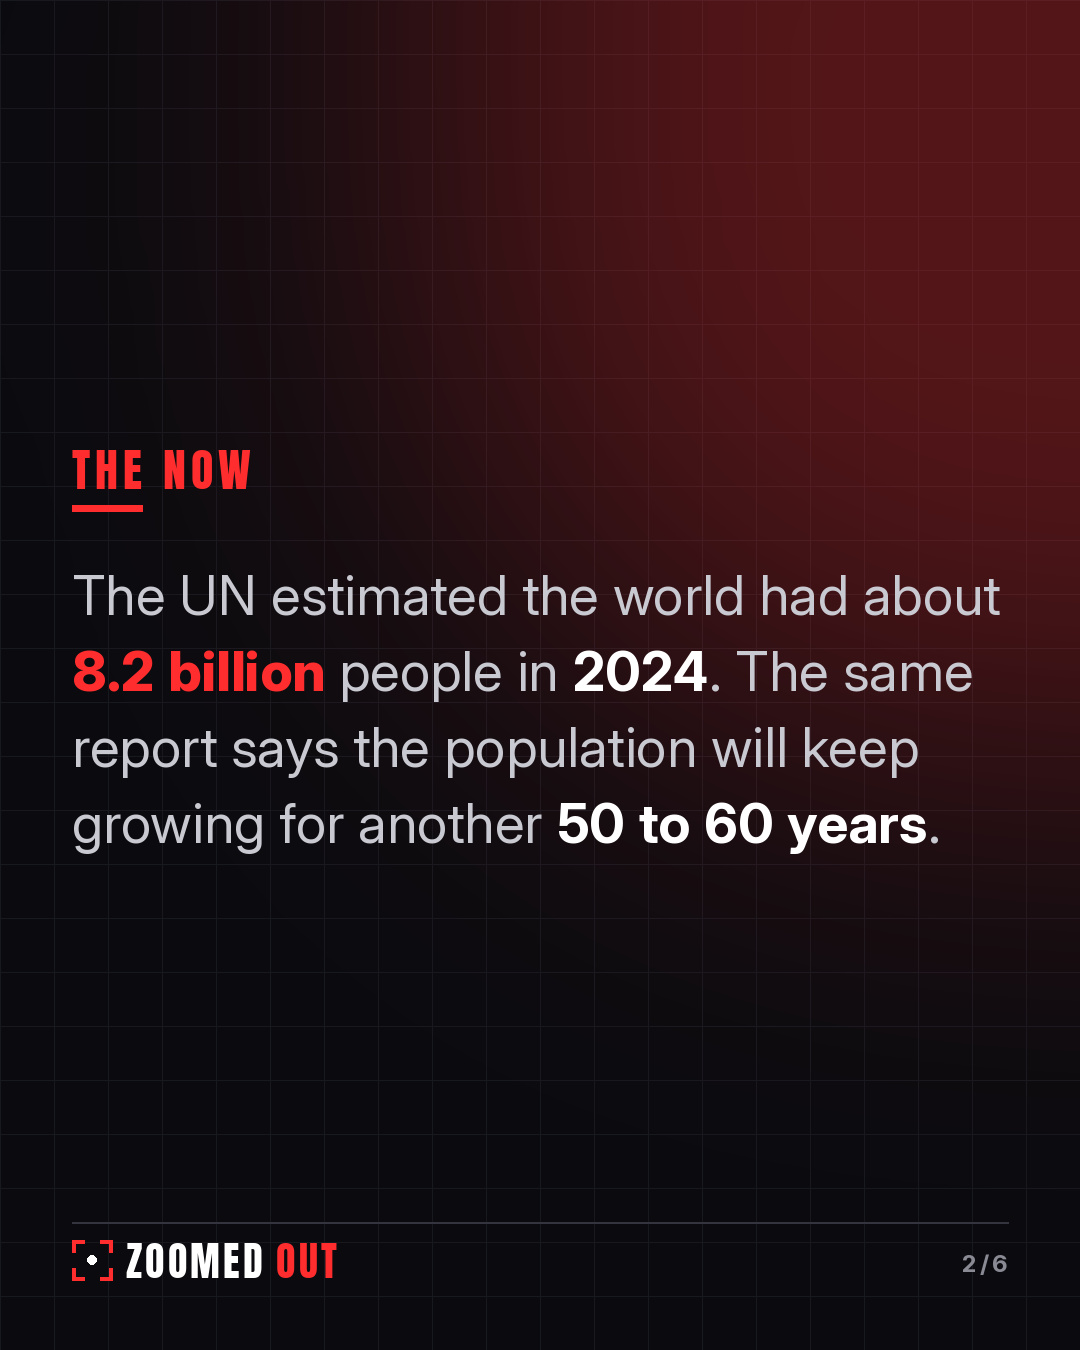 THE NOW
The UN estimated the world had about
8.2 billion people in 2024. The same
report says the population will keep
growing for another 50 to 60 years.
ZOOMED OUT
2/6